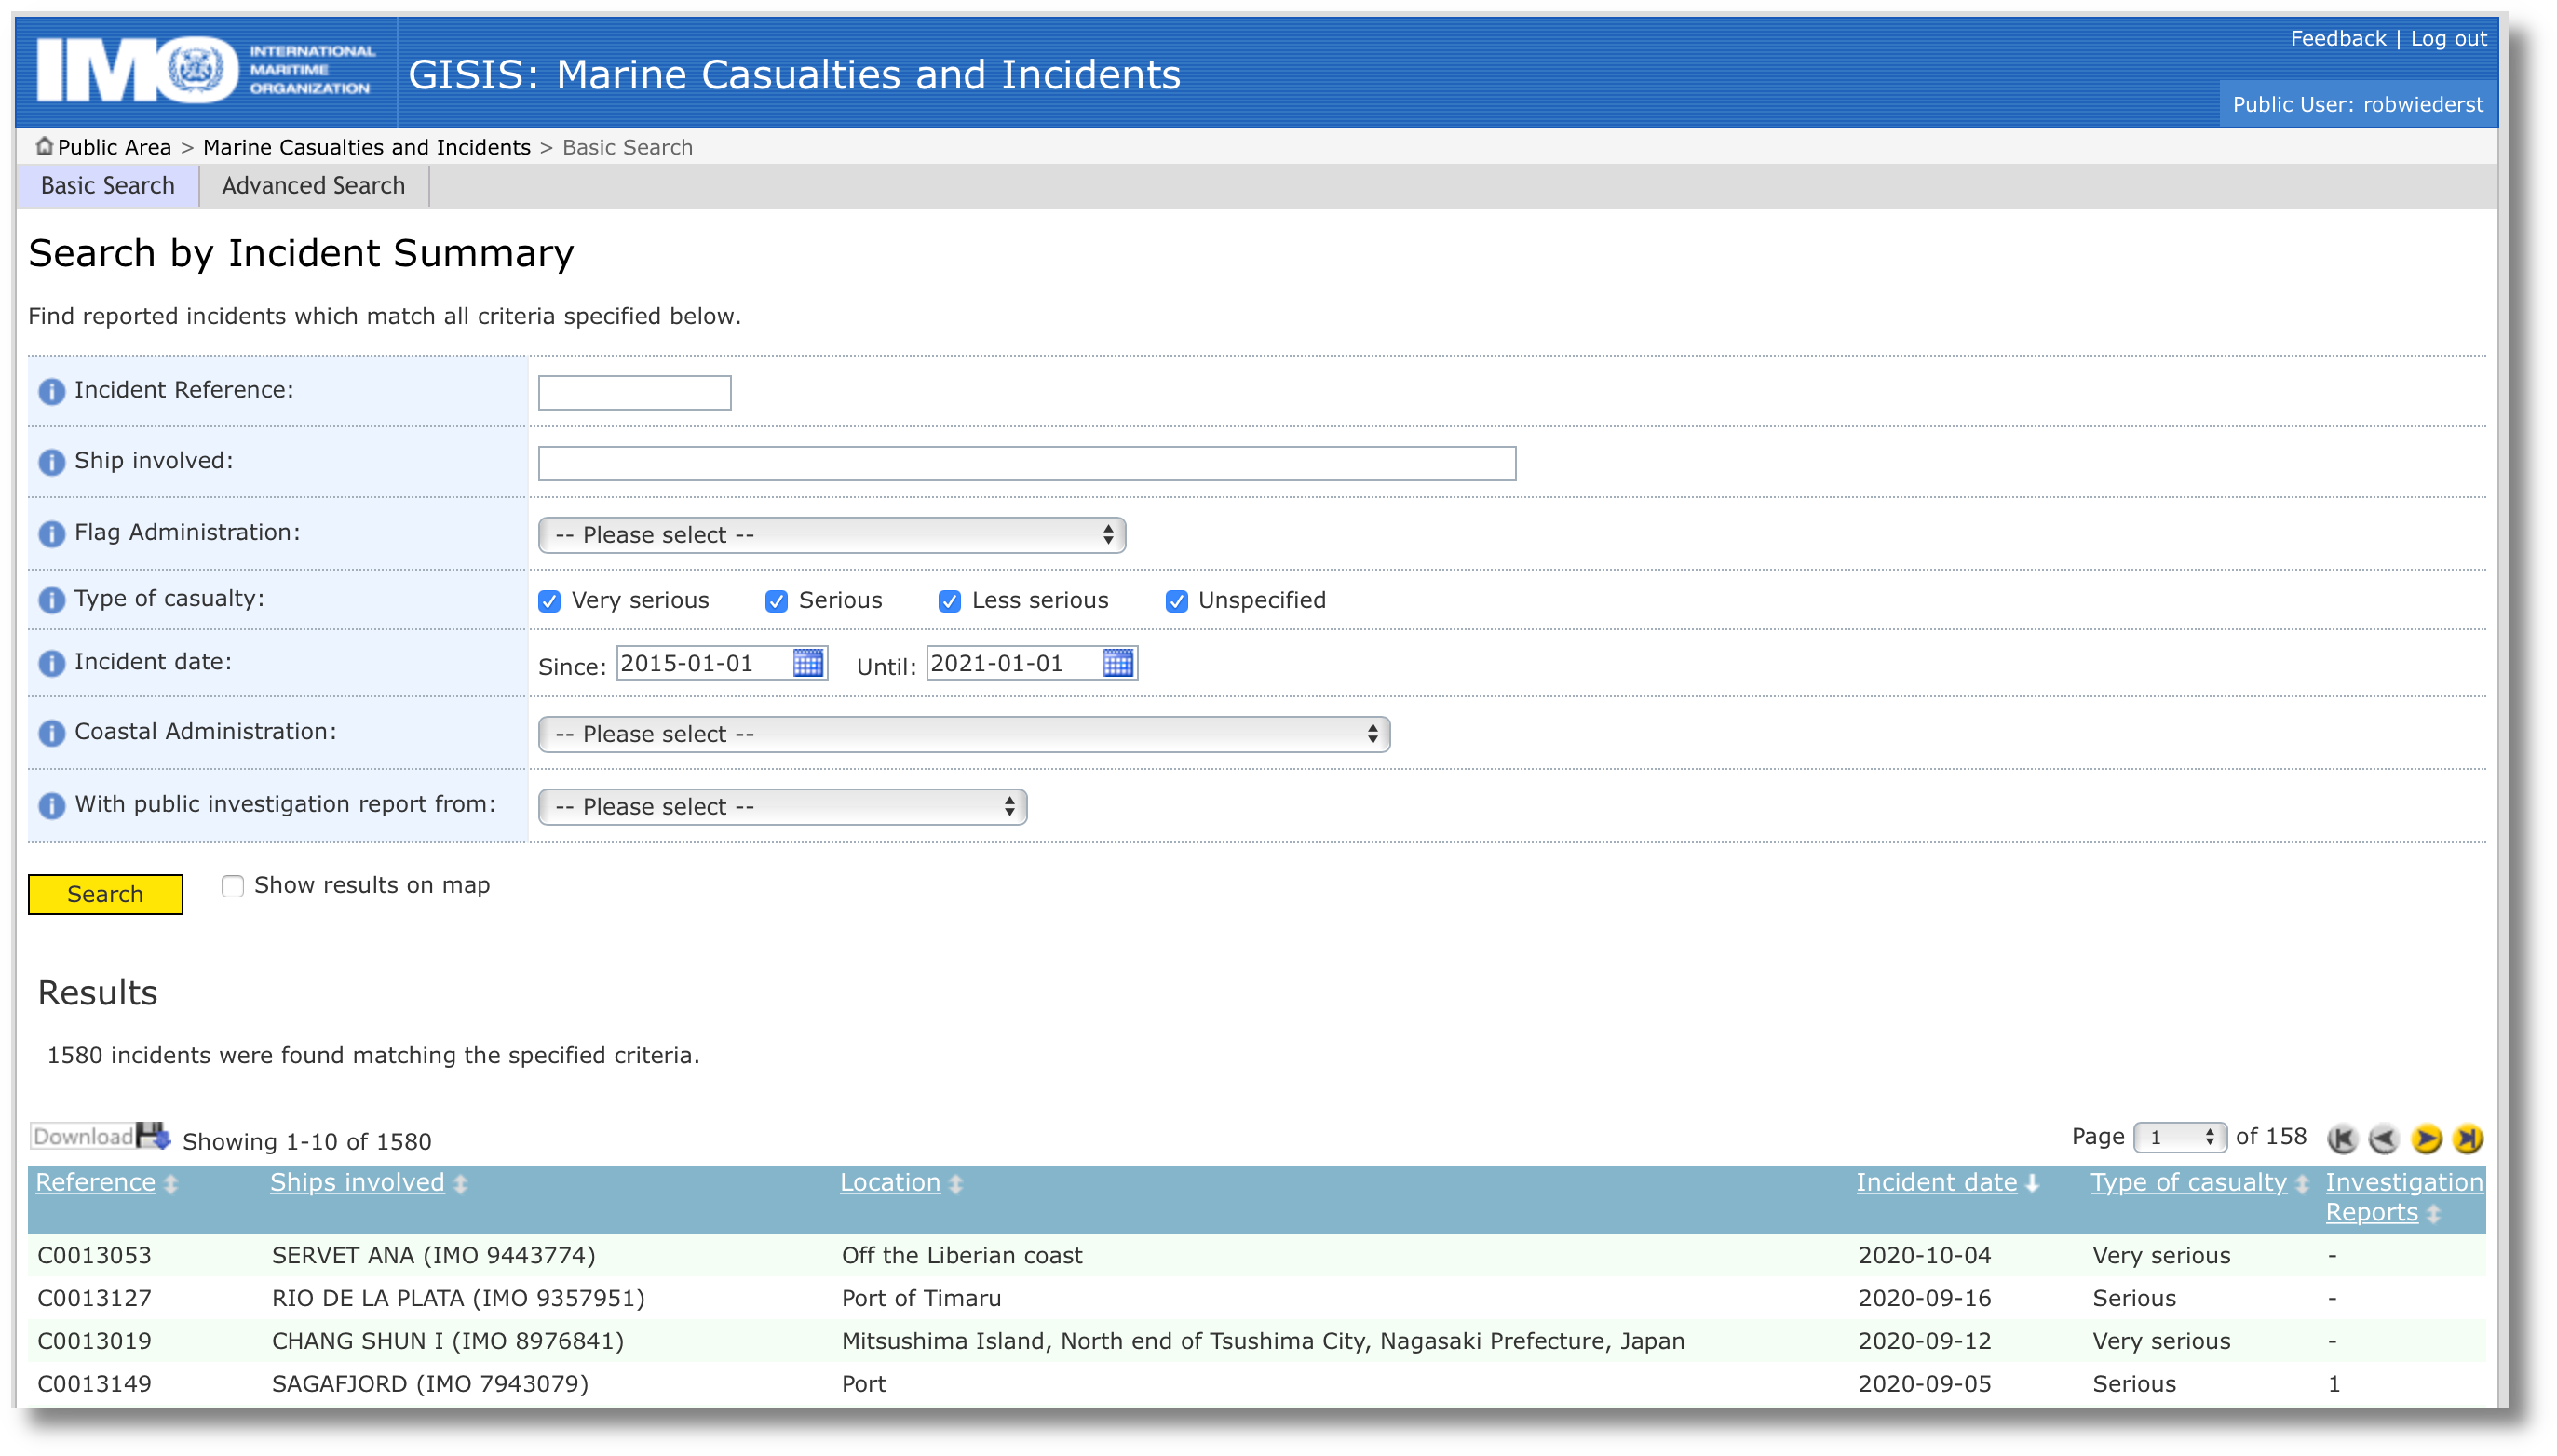 IMO INTERNATIONAL
MARITIME
ORGANIZATION
GISIS: Marine Casualties and Incidents
Feedback | Log out
Public User: robwiederst
Public Area > Marine Casualties and Incidents > Basic Search
Basic Search Advanced Search
Search by Incident Summary
Find reported incidents which match all criteria specified below.
Incident Reference:
Ship involved:
Flag Administration: -- Please select --
Type of casualty: Very serious Serious Less serious Unspecified
Incident date: Since: 2015-01-01 Until: 2021-01-01
Coastal Administration: -- Please select --
With public investigation report from: -- Please select --
Search Show results on map
Results
1580 incidents were found matching the specified criteria.
Download Showing 1-10 of 1580 Page 1 of 158
Reference Ships involved Location Incident date Type of casualty Investigation
Reports
C0013053 SERVET ANA (IMO 9443774) Off the Liberian coast 2020-10-04 Very serious -
C0013127 RIO DE LA PLATA (IMO 9357951) Port of Timaru 2020-09-16 Serious -
C0013019 CHANG SHUN I (IMO 8976841) Mitsushima Island, North end of Tsushima City, Nagasaki Prefecture, Japan 2020-09-12 Very serious -
C0013149 SAGAFJORD (IMO 7943079) Port 2020-09-05 Serious 1